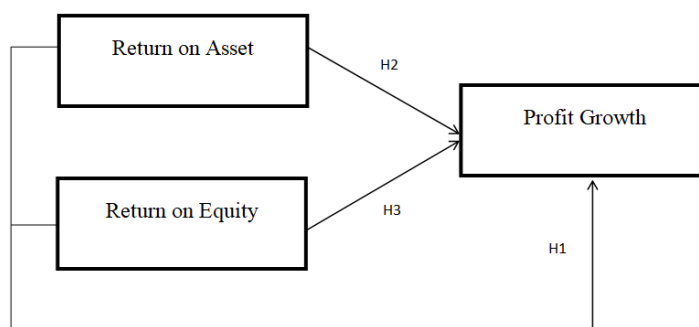 Return on Asset
H2
Profit Growth
Return on Equity
H3
H1